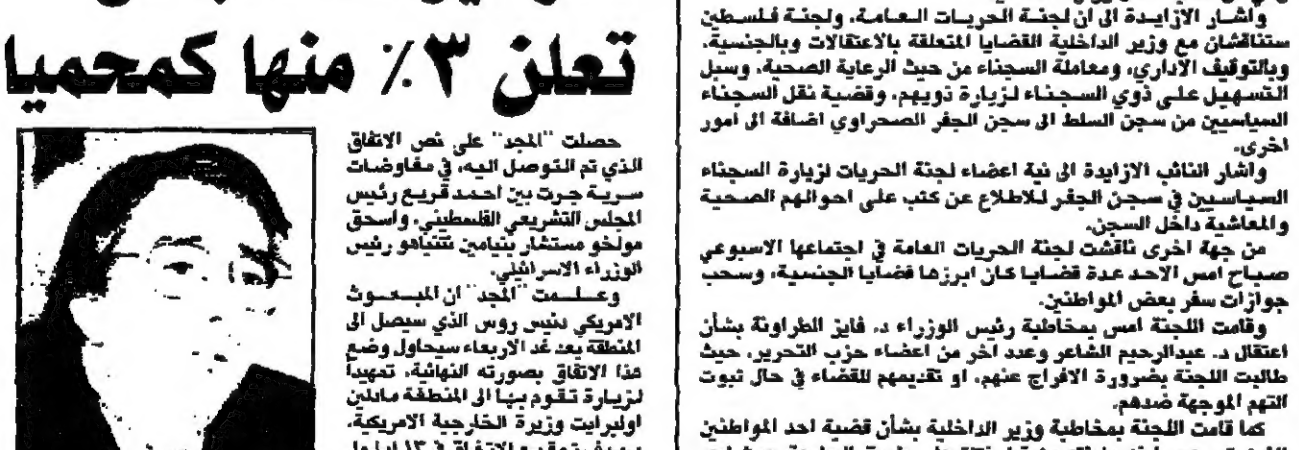 واشار الازايدة الى ان لجنة الحريات العامة، ولجنة فلسطين
ستناقشان مع وزير الداخلية القضايا المتعلقة بالاعتقالات وبالجنسية،
وبالتوقيف الاداري، ومعاملة السجناء من حيث الرعاية الصحية، وسبل
التسهيل على ذوي السجناء لزيارة ذويهم، وقضية نقل السجناء
السياسيين من سجن السلط الى سجن الجفر الصحراوي اضافة الى امور
اخرى.
واشار النائب الازايدة الى نية اعضاء لجنة الحريات لزيارة السجناء
السياسيين في سجن الجفر للاطلاع عن كثب على احوالهم الصحية
والمعاشية داخل السجن.
من جهة اخرى ناقشت لجنة الحريات العامة في اجتماعها الاسبوعي
صباح امس الاحد عدة قضايا كان ابرزها قضايا الجنسية، وسحب
جوازات سفر بعض المواطنين.
وقامت اللجنة امس بمخاطبة رئيس الوزراء د. فايز الطراونة بشأن
اعتقال د. عبدالرحيم الشاعر وعدد اخر من اعضاء حزب التحرير، حيث
طالبت اللجنة بضرورة الافراج عنهم، او تقديمهم للقضاء في حال ثبوت
التهم الموجهة ضدهم.
كما قامت اللجنة بمخاطبة وزير الداخلية بشأن قضية احد المواطنين
تعلن ٣٪ منها كمحميا
حصلت "المجد" على نص الاتفاق
الذي تم التوصل اليه، في مفاوضات
سرية جرت بين احمد قريع رئيس
المجلس التشريعي الفلسطيني، واسحق
مولخو مستشار بنيامين نتنياهو رئيس
الوزراء الاسرائيلي.
وعلمت "المجد" ان المبعوث
الامريكي دنيس روس الذي سيصل الى
المنطقة بعد غد الاربعاء سيحاول وضع
هذا الاتفاق بصورته النهائية، تمهيداً
لزيارة تقوم بها الى المنطقة مادلين
اولبرايت وزيرة الخارجية الامريكية،